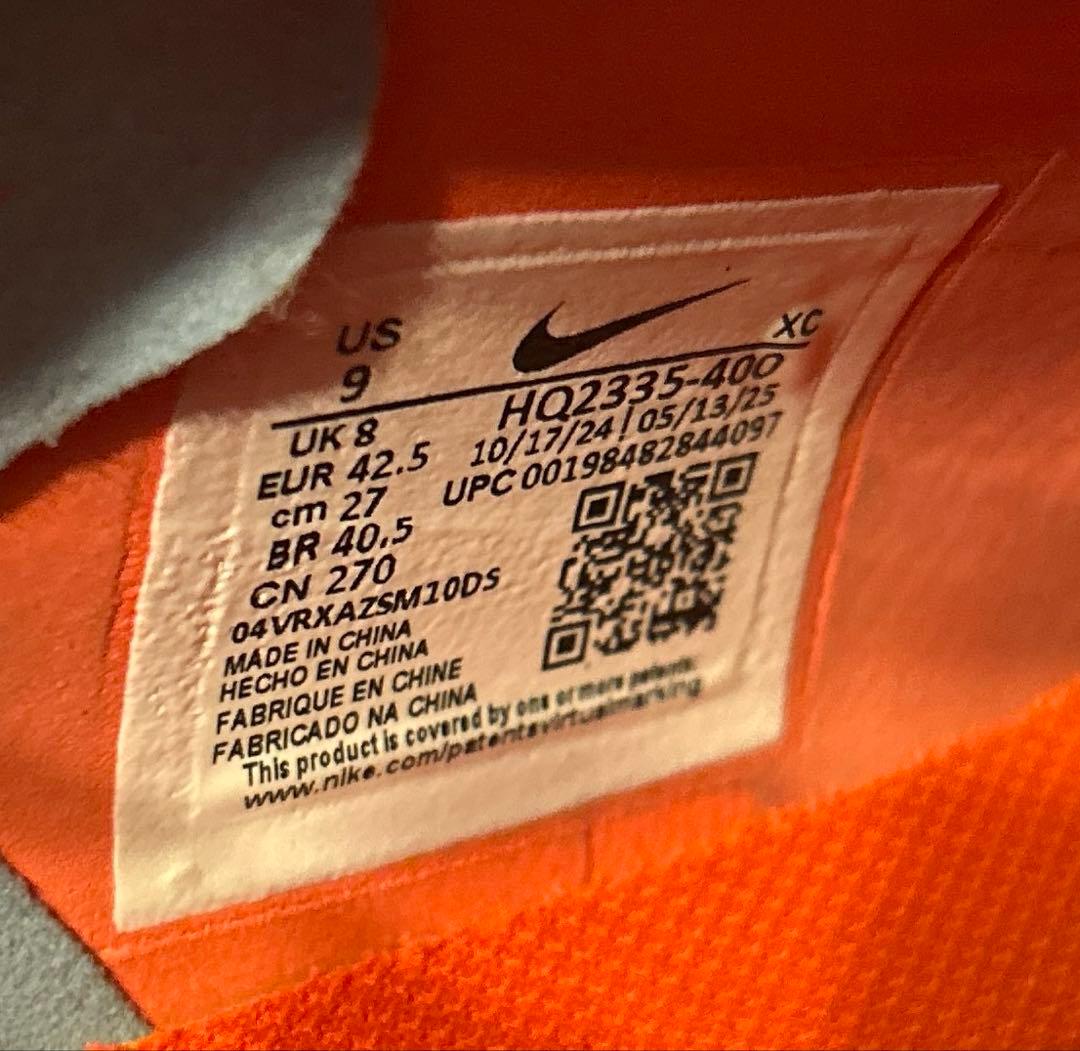 US
9
XC
UK 8
HQ2335-400
EUR 42.5
10/17/24 | 05/13/25
cm 27
UPC 00198482844097
BR 40.5
CN 270
04VRXAZSM10DS
MADE IN CHINA
HECHO EN CHINA
FABRIQUE EN CHINE
FABRICADO NA CHINA
This product is covered by one or more patents.
www.nike.com/patentsvirtualmarking